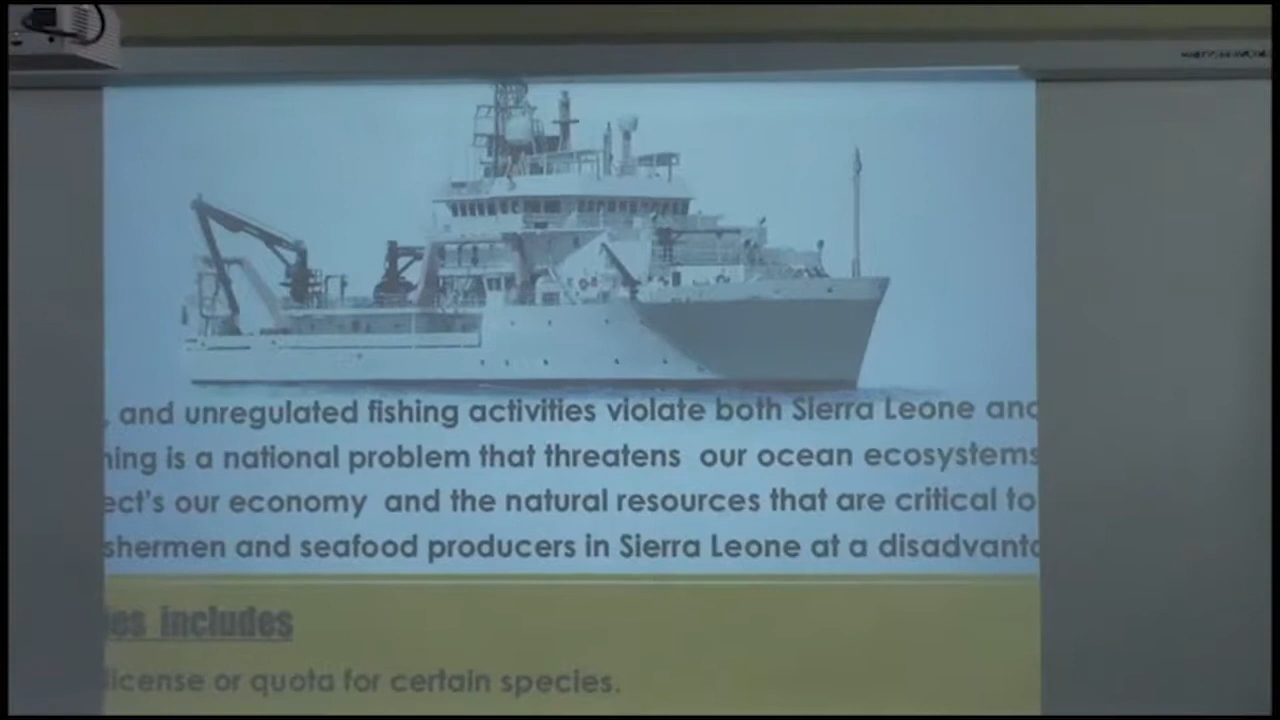 , and unregulated fishing activities violate both Sierra Leone and
hing is a national problem that threatens our ocean ecosystems
ect's our economy and the natural resources that are critical to
shermen and seafood producers in Sierra Leone at a disadvanta
ies includes
license or quota for certain species.